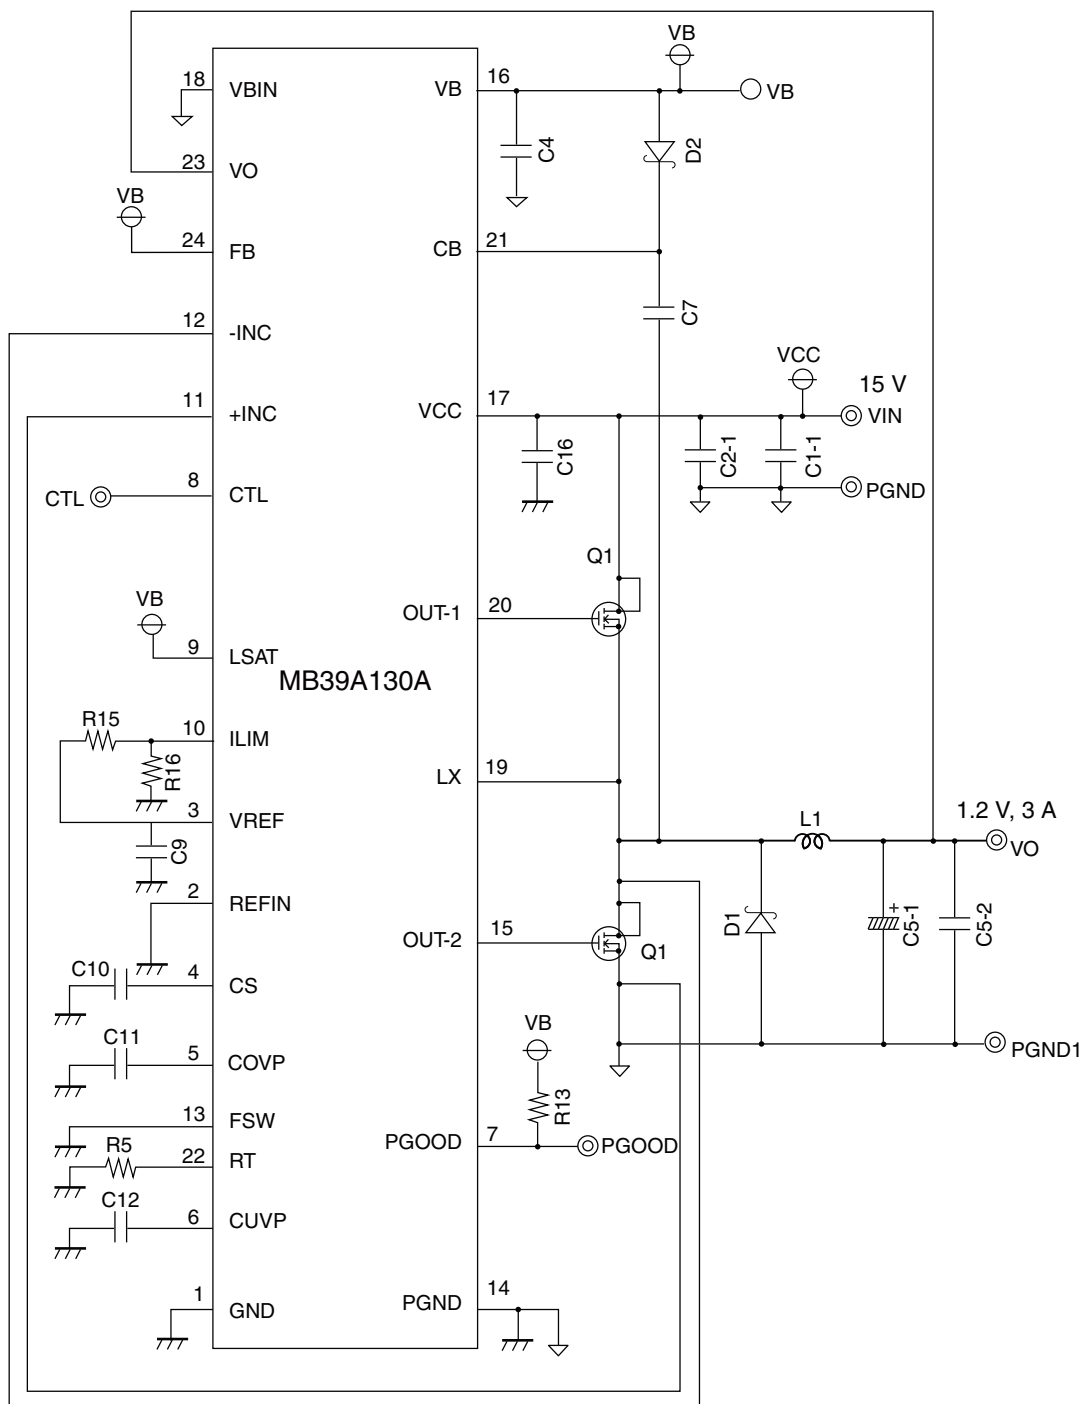 VB
18
VBIN
VB
16
VB
C4
D2
23
VO
VB
24
FB
CB
21
C7
12
-INC
VCC
15 V
11
+INC
VCC
17
VIN
C16
C2-1
C1-1
CTL
8
CTL
PGND
Q1
VB
OUT-1
20
9
LSAT
MB39A130A
R15
10
ILIM
R16
LX
19
3
VREF
L1
1.2 V, 3 A
VO
C9
2
REFIN
OUT-2
15
Q1
D1
+
C5-1
C5-2
C10
4
CS
VB
PGND1
C11
5
COVP
R13
13
FSW
PGOOD
7
PGOOD
R5
22
RT
C12
6
CUVP
1
GND
PGND
14